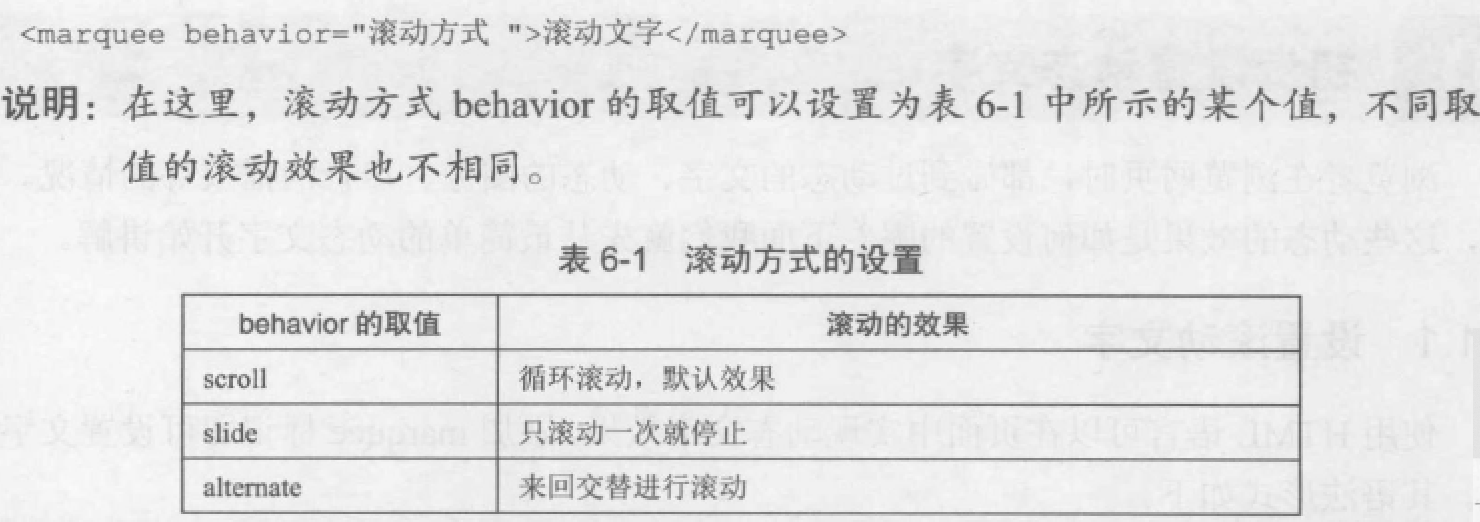 <marquee behavior="滚动方式 ">滚动文字</marquee>
说明：在这里，滚动方式 behavior 的取值可以设置为表 6-1 中所示的某个值，不同取
值的滚动效果也不相同。
表 6-1 滚动方式的设置
behavior 的取值 滚动的效果
scroll 循环滚动，默认效果
slide 只滚动一次就停止
alternate 来回交替进行滚动